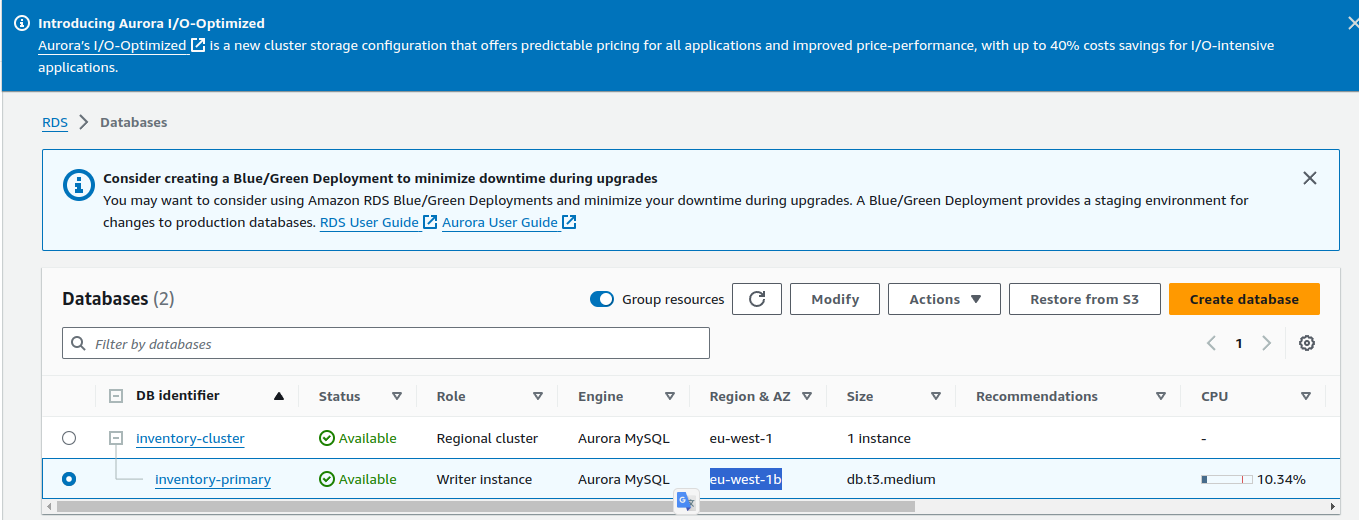 Introducing Aurora I/O-Optimized
Aurora's I/O-Optimized is a new cluster storage configuration that offers predictable pricing for all applications and improved price-performance, with up to 40% costs savings for I/O-intensive
applications.
RDS > Databases
Consider creating a Blue/Green Deployment to minimize downtime during upgrades
You may want to consider using Amazon RDS Blue/Green Deployments and minimize your downtime during upgrades. A Blue/Green Deployment provides a staging environment for
changes to production databases. RDS User Guide Aurora User Guide
Databases (2) Group resources Modify Actions Restore from S3 Create database
Filter by databases 1
DB identifier Status Role Engine Region & AZ Size Recommendations CPU
inventory-cluster Available Regional cluster Aurora MySQL eu-west-1 1 instance -
inventory-primary Available Writer instance Aurora MySQL eu-west-1b db.t3.medium 10.34%